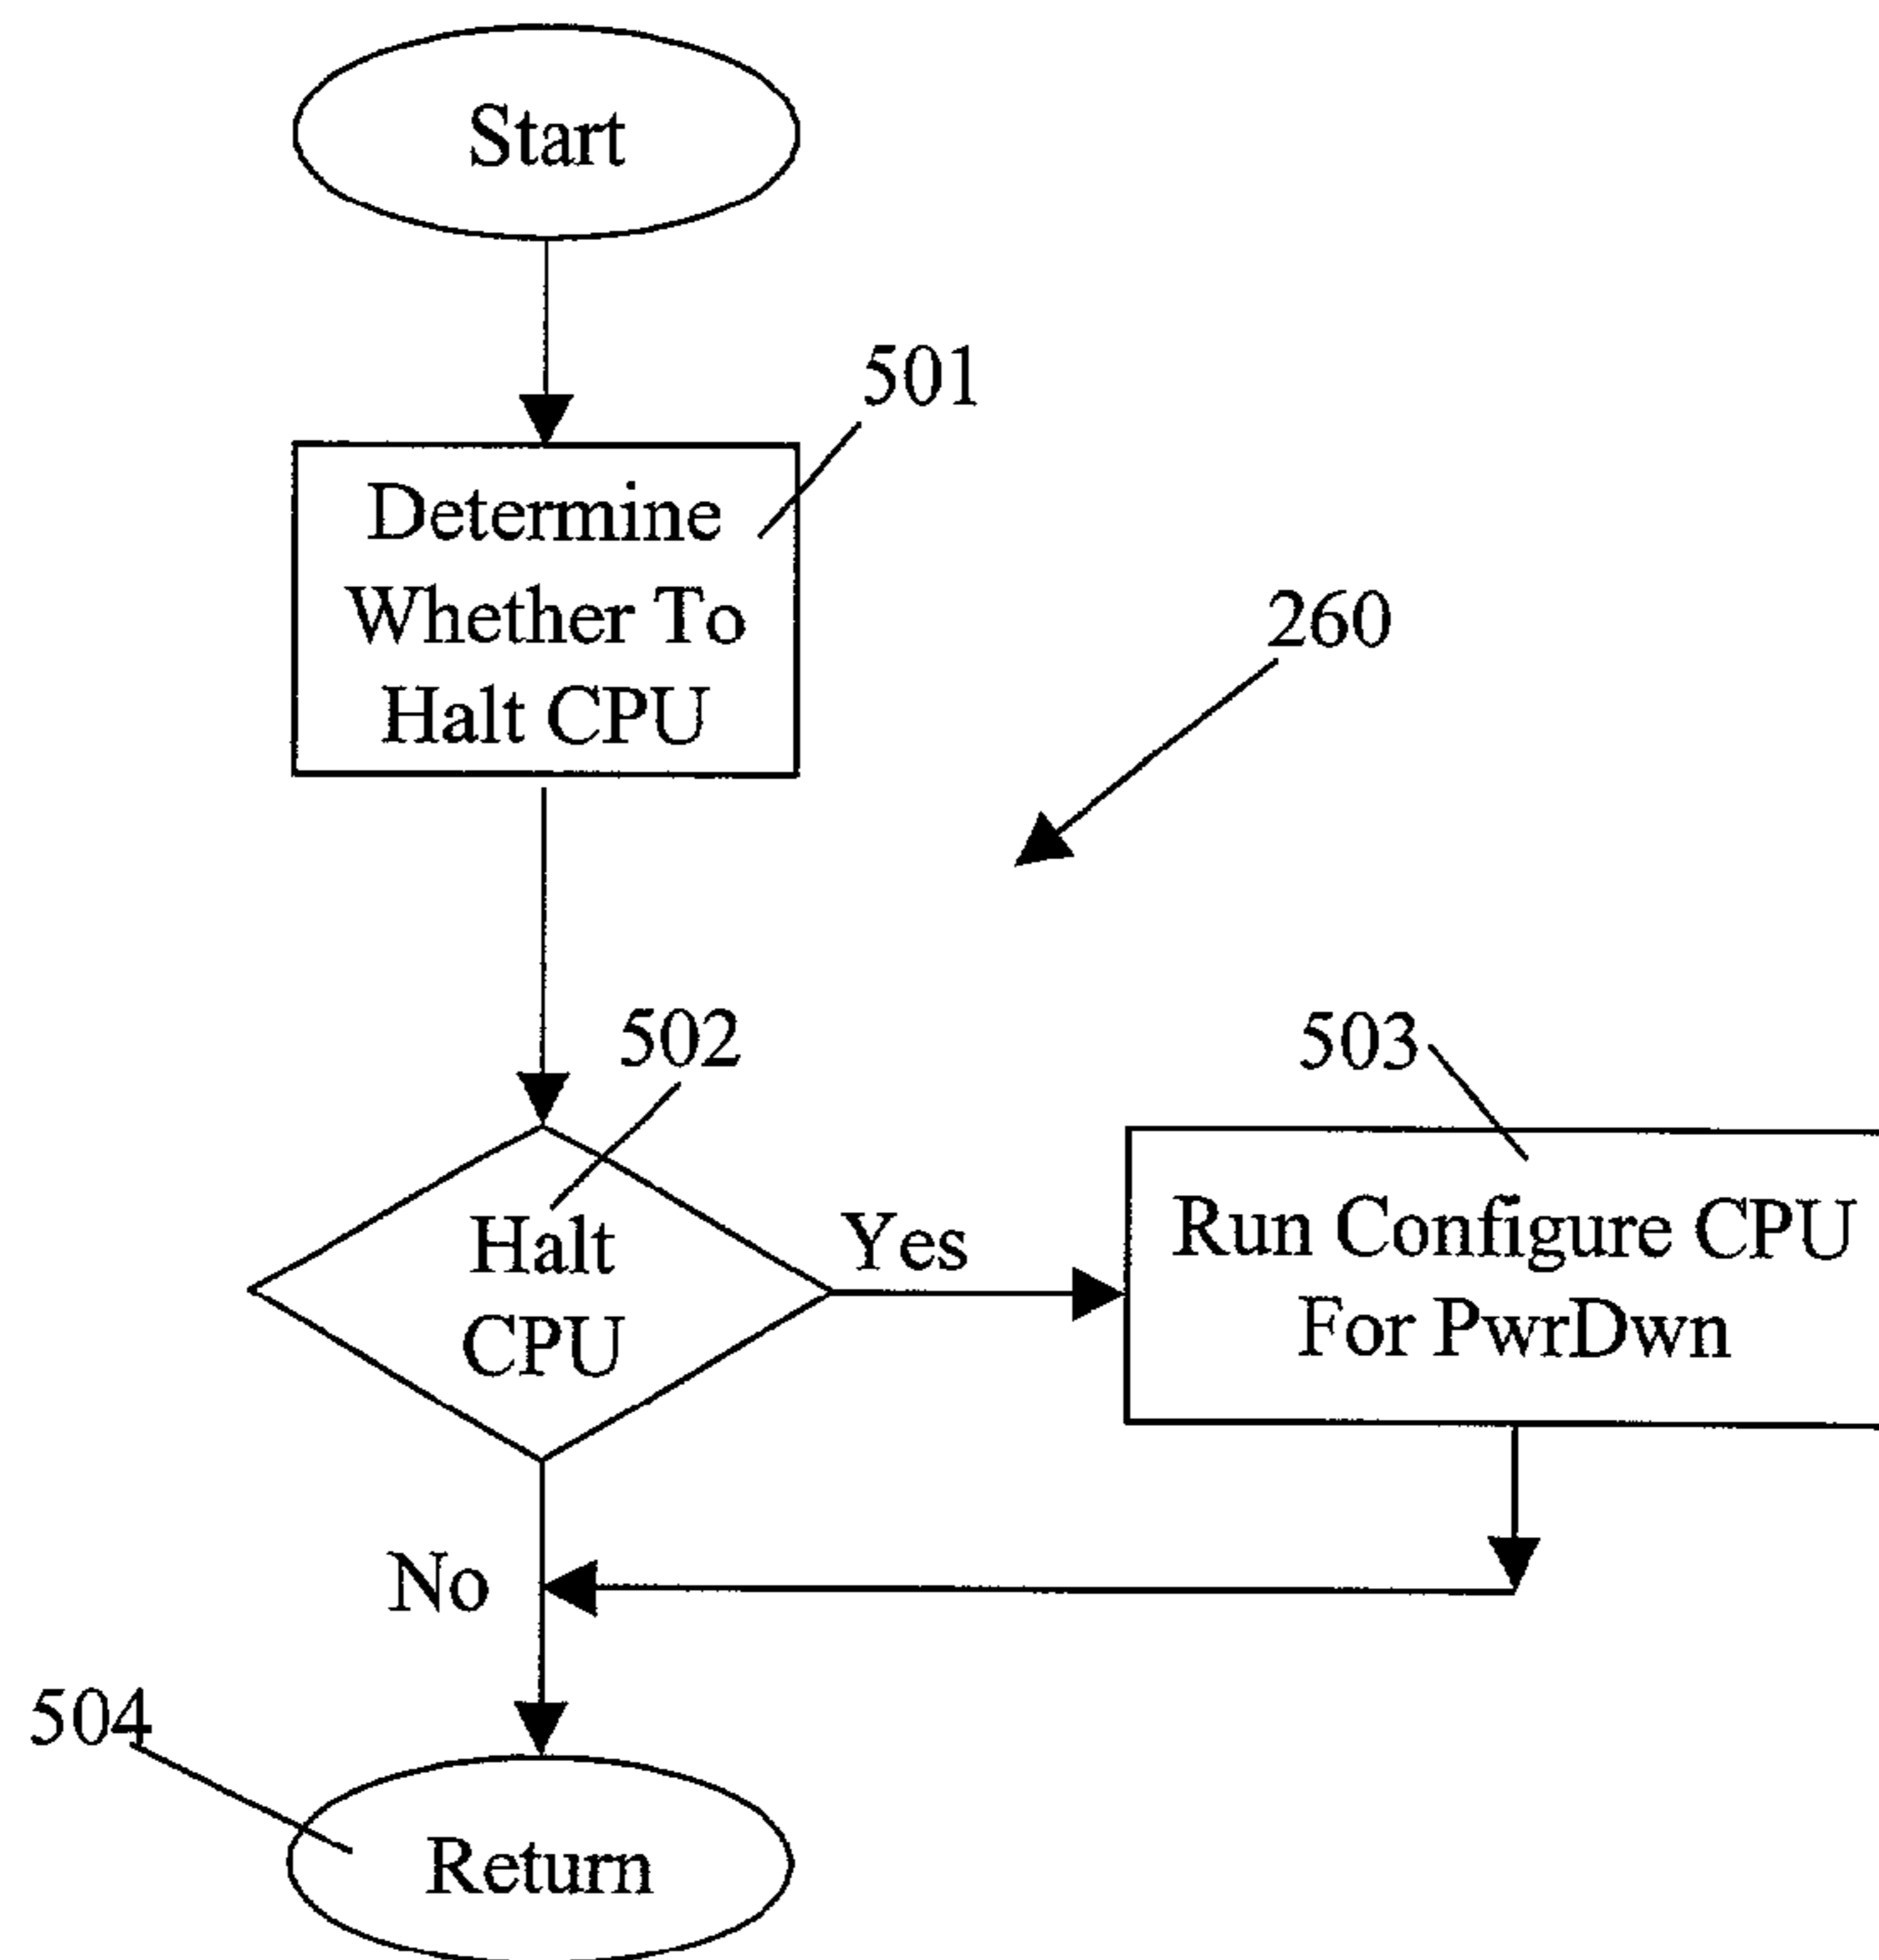 Start
501
Determine
Whether To
Halt CPU
260
502
503
Halt
CPU
Yes
Run Configure CPU
For PwrDwn
No
504
Return